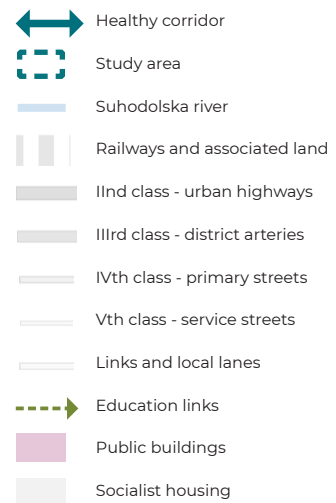 Healthy corridor
Study area
Suhodolska river
Railways and associated land
IInd class - urban highways
IIIrd class - district arteries
IVth class - primary streets
Vth class - service streets
Links and local lanes
Education links
Public buildings
Socialist housing